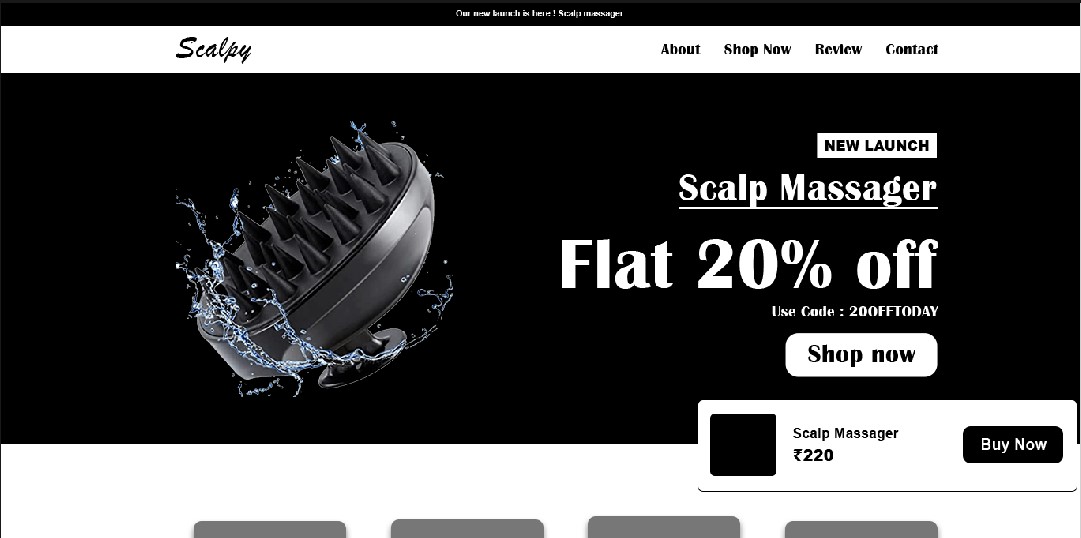 Our new launch is here ! Scalp massager
Scalpy
About Shop Now Review Contact
NEW LAUNCH
Scalp Massager
Flat 20% off
Use Code : 20OFFTODAY
Shop now
Scalp Massager
₹220
Buy Now